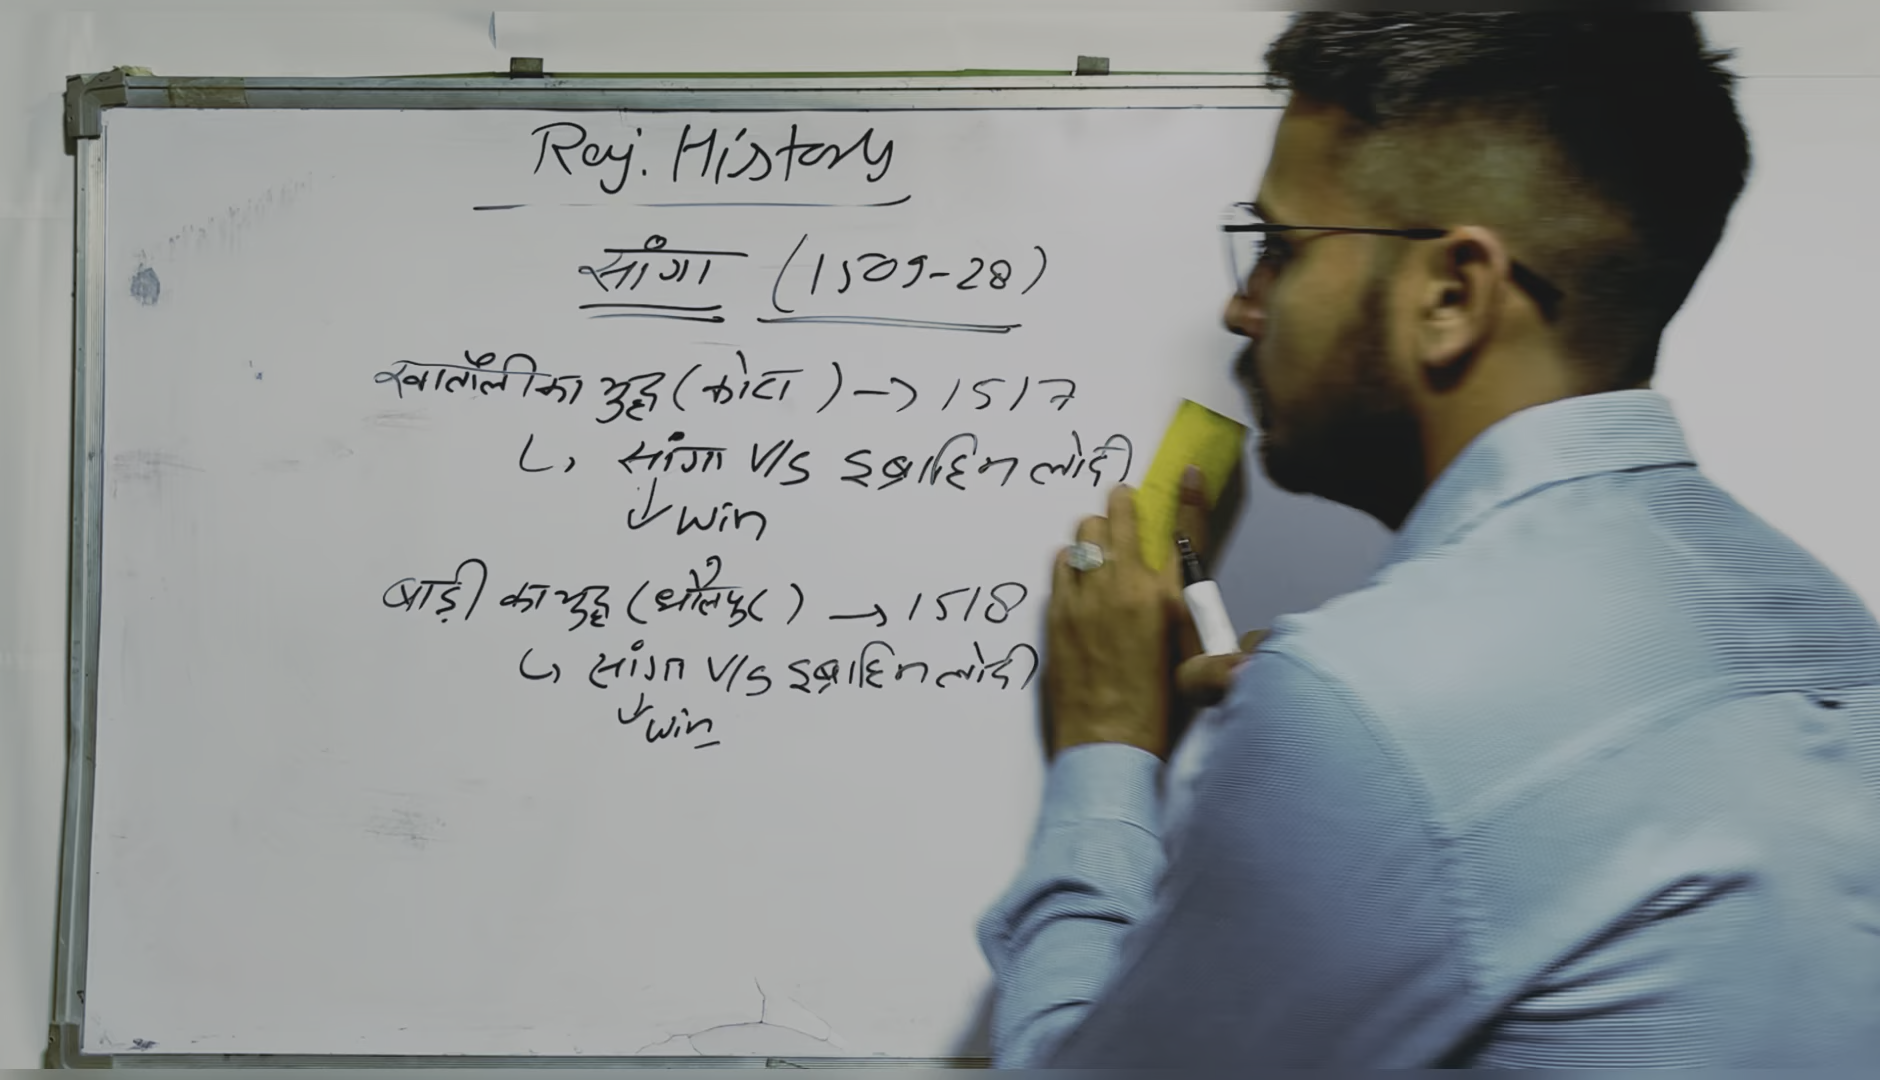 Raj. History
सांगा (1509-28)
खातौली का युद्ध (कोटा) → 1517
↳ सांगा V/S इब्राहिम लोदी
↓ win
बाड़ी का युद्ध (धौलपुर) → 1518
↳ सांगा V/S इब्राहिम लोदी
↓ win